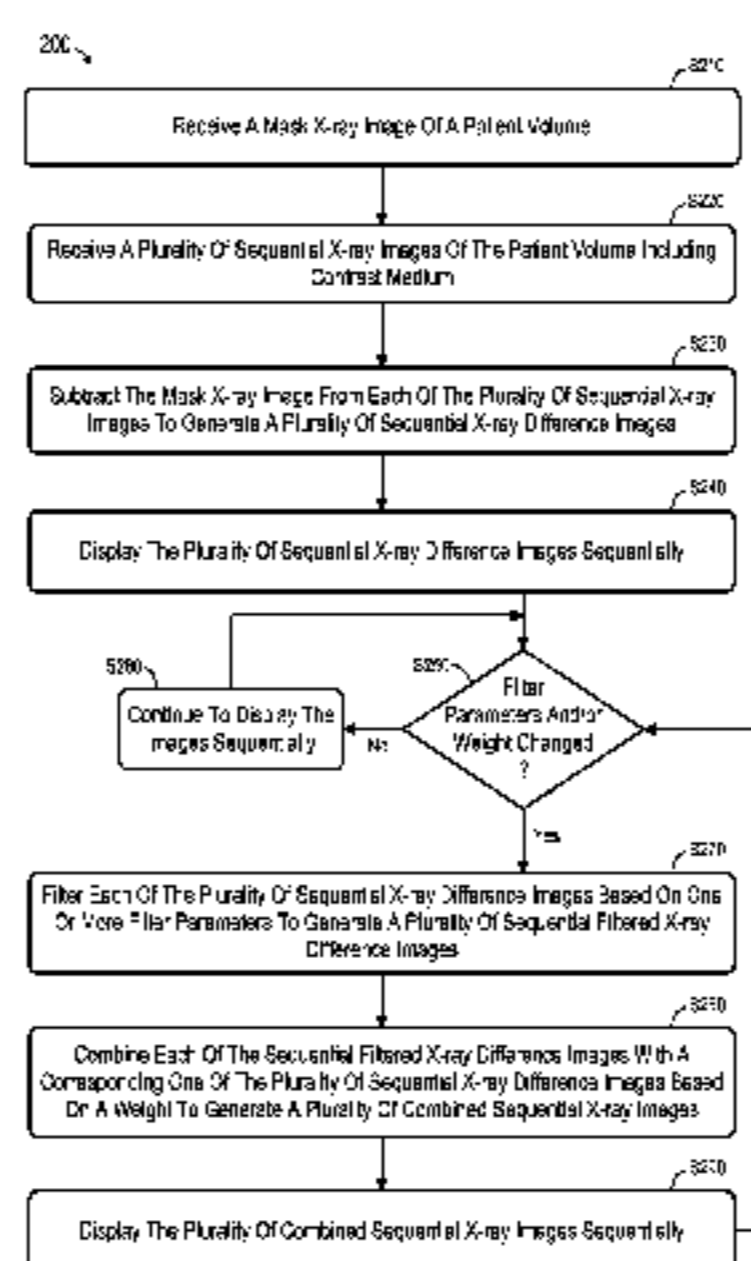 200
S210
Receive A Mask X-ray Image Of A Patient Volume
S220
Receive A Plurality Of Sequential X-ray Images Of The Patient Volume Including
Contrast Medium
S230
Subtract The Mask X-ray Image From Each Of The Plurality Of Sequential X-ray
Images To Generate A Plurality Of Sequential X-ray Difference Images
S240
Display The Plurality Of Sequential X-ray Difference Images Sequentially
Filter
Parameters And/or
Weight Changed
?
Continue To Display The
Images Sequentially
No
Yes
S270
Filter Each Of The Plurality Of Sequential X-ray Difference Images Based On One
Or More Filter Parameters To Generate A Plurality Of Sequential Filtered X-ray
Difference Images
Combine Each Of The Sequential Filtered X-ray Difference Images With A
Corresponding One Of The Plurality Of Sequential X-ray Difference Images Based
On A Weight To Generate A Plurality Of Combined Sequential X-ray Images
Display The Plurality Of Combined Sequential X-ray Images Sequentially